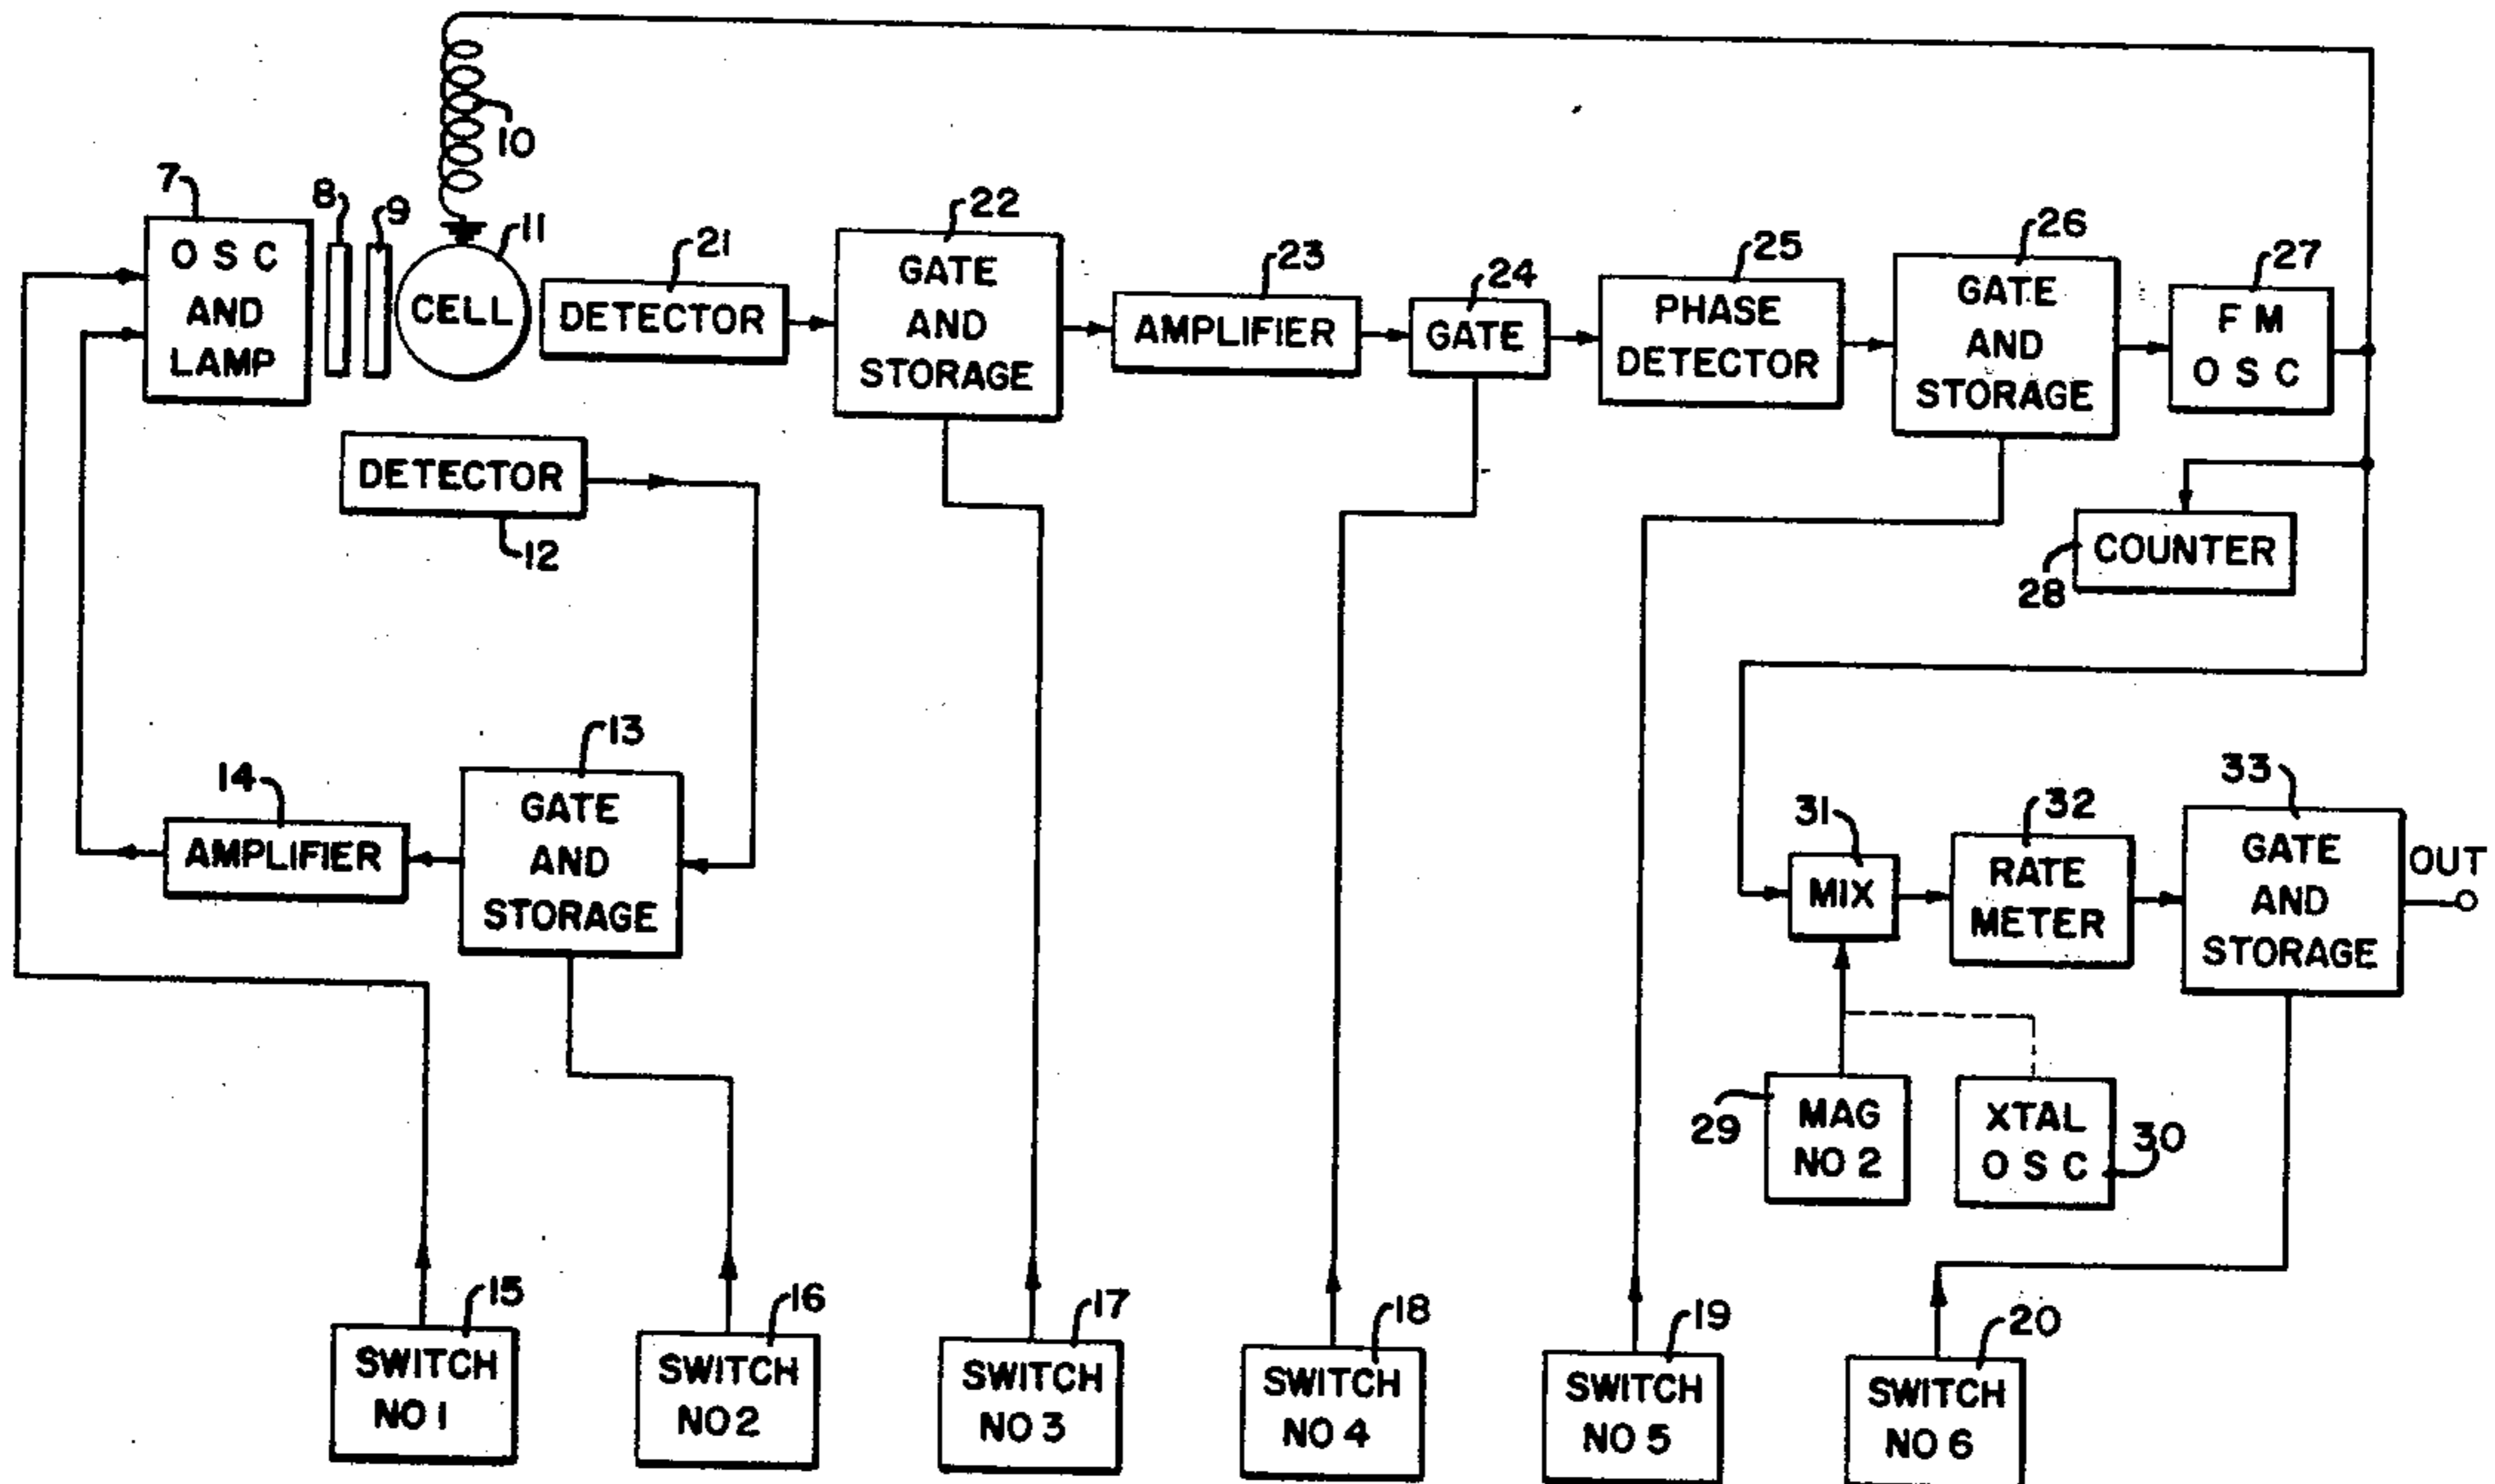 10
7
8
9
11
O S C
AND
LAMP
CELL
21
DETECTOR
22
GATE
AND
STORAGE
23
AMPLIFIER
24
GATE
25
PHASE
DETECTOR
26
GATE
AND
STORAGE
27
F M
O S C
DETECTOR
12
COUNTER
28
13
GATE
AND
STORAGE
14
AMPLIFIER
31
MIX
32
RATE
METER
33
GATE
AND
STORAGE
OUT
29
MAG
NO 2
XTAL
O S C
30
15
SWITCH
NO 1
16
SWITCH
NO 2
17
SWITCH
NO 3
18
SWITCH
NO 4
19
SWITCH
NO 5
20
SWITCH
NO 6